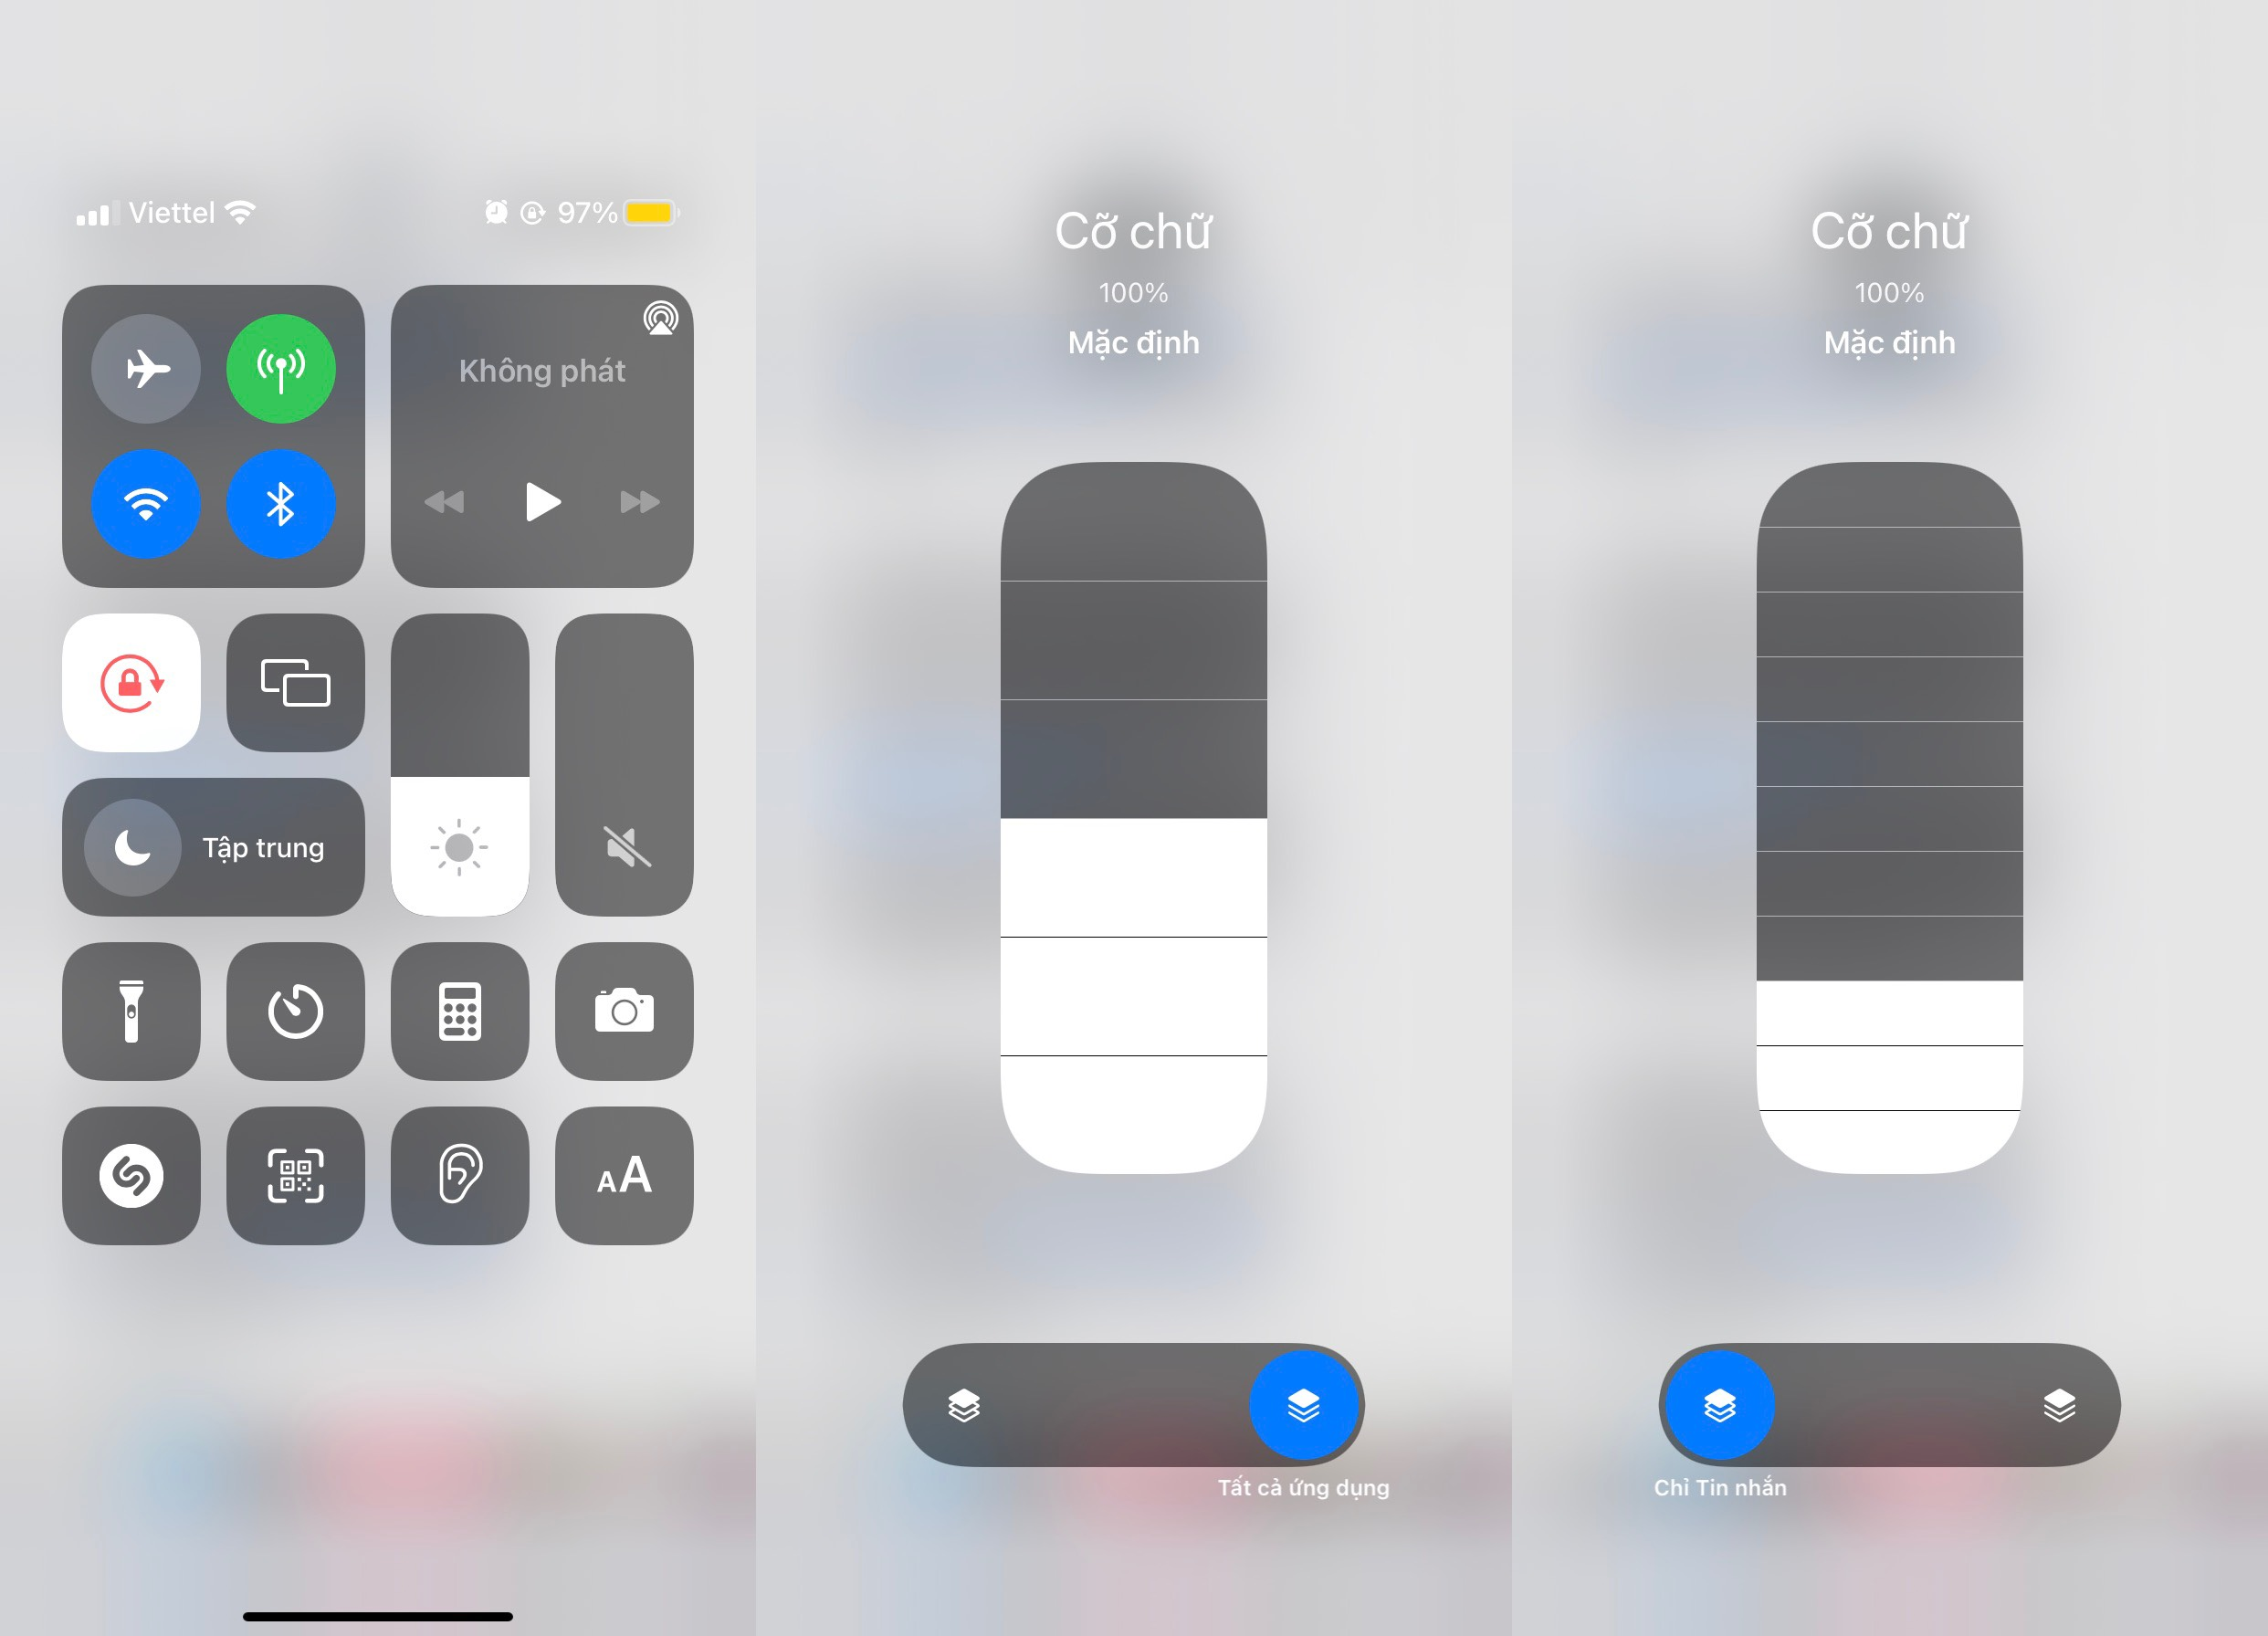 Viettel 97%
Không phát
Tập trung
AA
Cỡ chữ
100%
Mặc định
Tất cả ứng dụng
Cỡ chữ
100%
Mặc định
Chỉ Tin nhắn